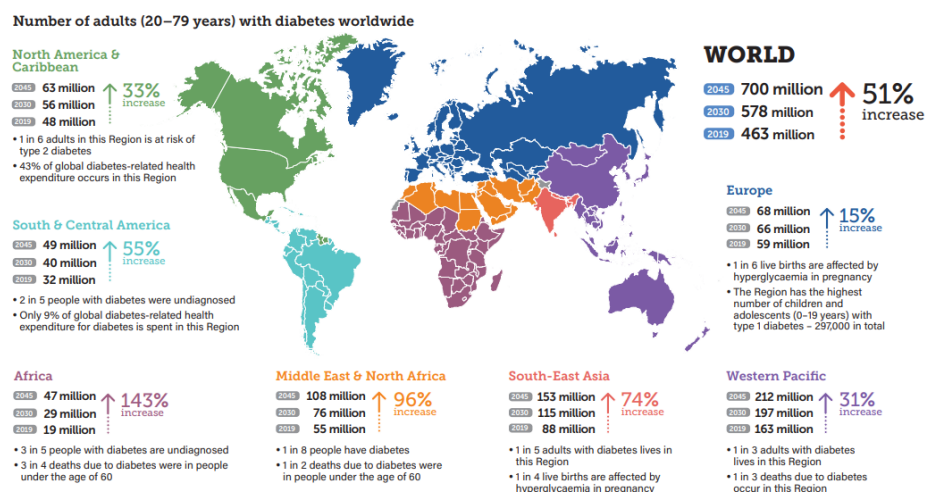 Number of adults (20–79 years) with diabetes worldwide
North America &
Caribbean
2045 63 million
2030 56 million
2019 48 million
33%
increase
• 1 in 6 adults in this Region is at risk of
type 2 diabetes
• 43% of global diabetes-related health
expenditure occurs in this Region
South & Central America
2045 49 million
2030 40 million
2019 32 million
55%
increase
• 2 in 5 people with diabetes were undiagnosed
• Only 9% of global diabetes-related health
expenditure for diabetes is spent in this Region
WORLD
2045 700 million
2030 578 million
2019 463 million
51%
increase
Europe
2045 68 million
2030 66 million
2019 59 million
15%
increase
• 1 in 6 live births are affected by
hyperglycaemia in pregnancy
• The Region has the highest
number of children and
adolescents (0–19 years) with
type 1 diabetes – 297,000 in total
Africa
2045 47 million
2030 29 million
2019 19 million
143%
increase
• 3 in 5 people with diabetes are undiagnosed
• 3 in 4 deaths due to diabetes were in people
under the age of 60
Middle East & North Africa
2045 108 million
2030 76 million
2019 55 million
96%
increase
• 1 in 8 people have diabetes
• 1 in 2 deaths due to diabetes were
in people under the age of 60
South-East Asia
2045 153 million
2030 115 million
2019 88 million
74%
increase
• 1 in 5 adults with diabetes lives in
this Region
• 1 in 4 live births are affected by
hyperglycaemia in pregnancy
Western Pacific
2045 212 million
2030 197 million
2019 163 million
31%
increase
• 1 in 3 adults with diabetes
lives in this Region
• 1 in 3 deaths due to diabetes
occur in this Region